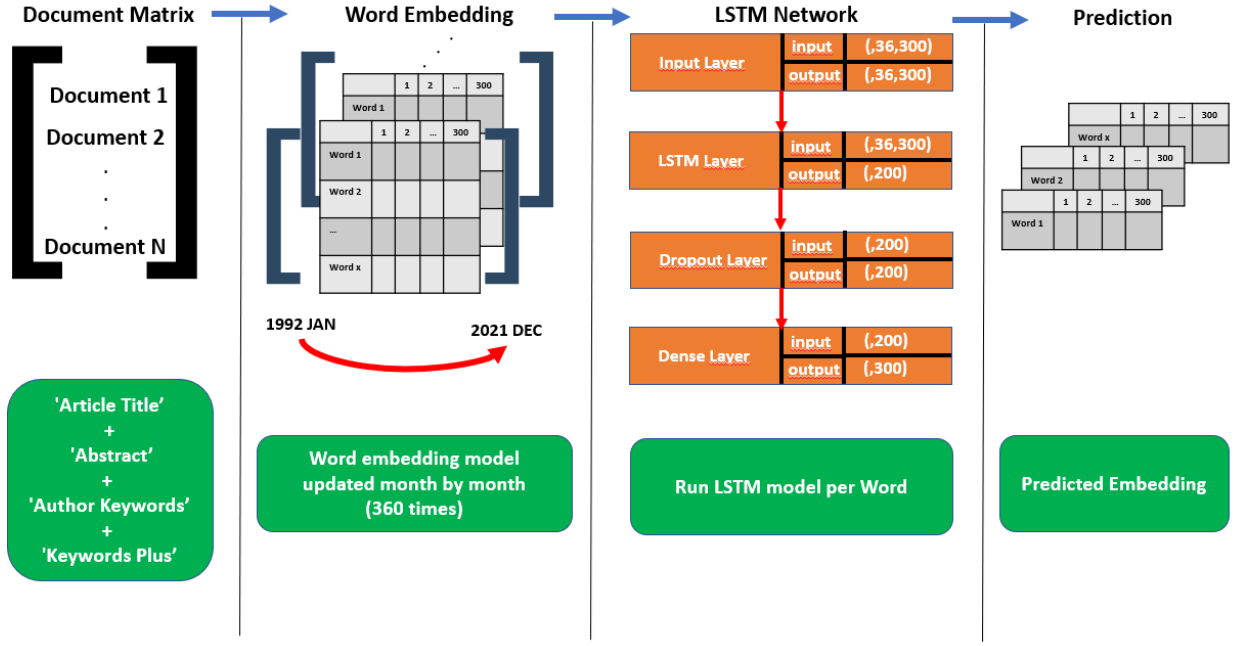 Document Matrix
Document 1
Document 2
.
.
.
Document N
'Article Title’
+
'Abstract’
+
'Author Keywords’
+
'Keywords Plus’
Word Embedding
.
.
.
1 2 ... 300
Word 1
1 2 ... 300
Word 1
Word 2
...
Word x
1992 JAN
2021 DEC
Word embedding model
updated month by month
(360 times)
LSTM Network
Input Layer
input (,36,300)
output (,36,300)
LSTM Layer
input (,36,300)
output (,200)
Dropout Layer
input (,200)
output (,200)
Dense Layer
input (,200)
output (,300)
Run LSTM model per Word
Prediction
1 2 ... 300
Word x
1 2 ... 300
Word 2
1 2 ... 300
Word 1
Predicted Embedding